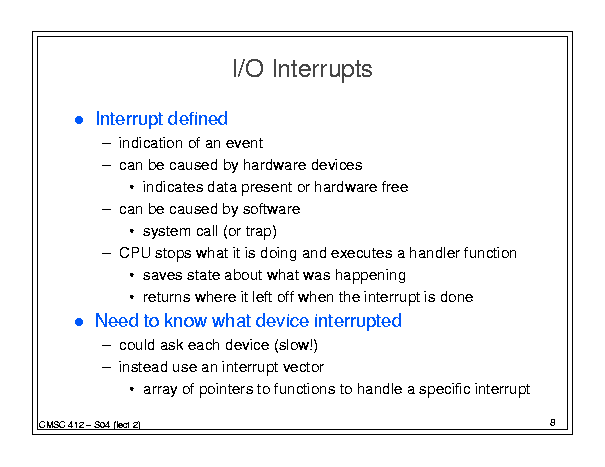 I/O Interrupts
● Interrupt defined
– indication of an event
– can be caused by hardware devices
• indicates data present or hardware free
– can be caused by software
• system call (or trap)
– CPU stops what it is doing and executes a handler function
• saves state about what was happening
• returns where it left off when the interrupt is done
● Need to know what device interrupted
– could ask each device (slow!)
– instead use an interrupt vector
• array of pointers to functions to handle a specific interrupt
CMSC 412 – S04 (lect 2)
8